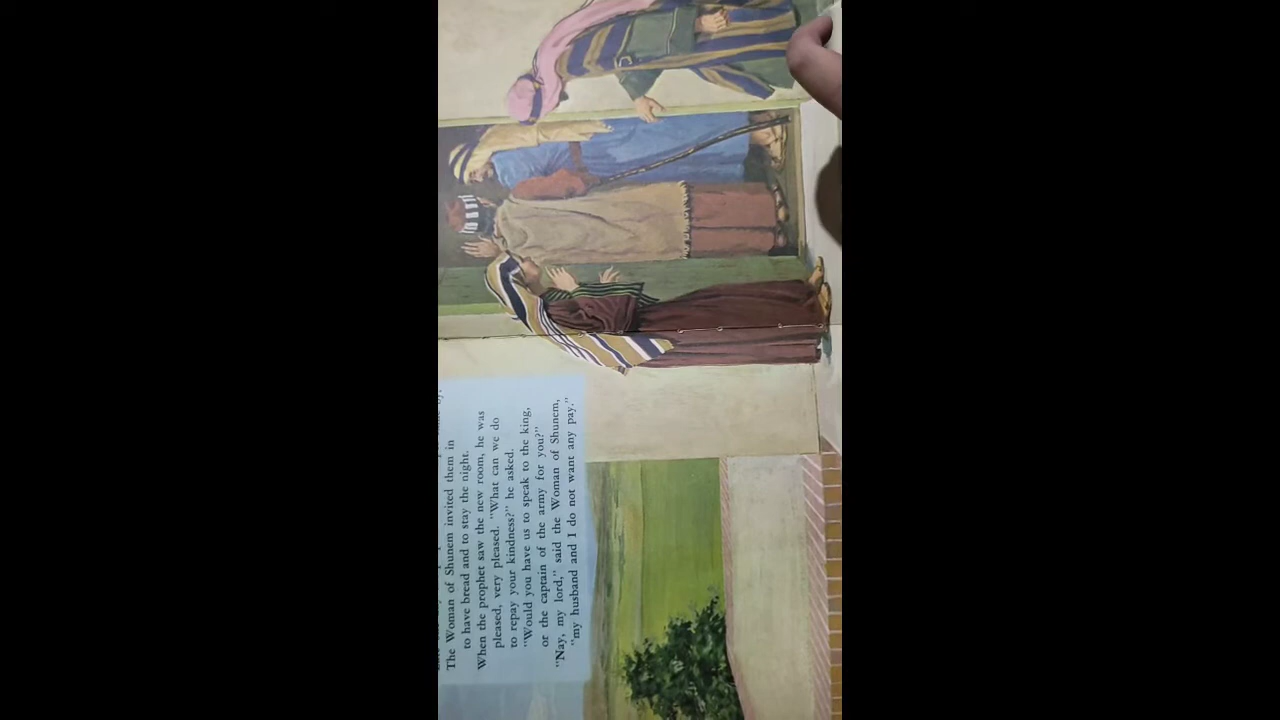 The Woman of Shunem invited them in
to have bread and to stay the night.
When the prophet saw the new room, he was
pleased, very pleased. "What can we do
to repay your kindness?" he asked.
"Would you have us to speak to the king,
or the captain of the army for you?"
"Nay, my lord," said the Woman of Shunem,
"my husband and I do not want any pay."